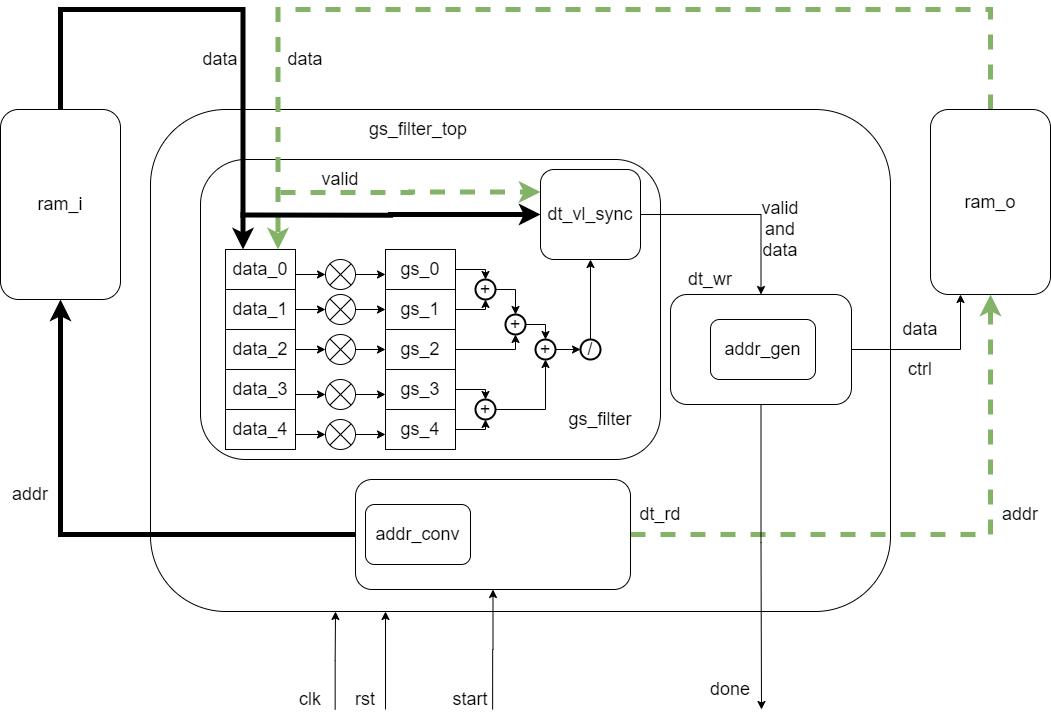 data
data
gs_filter_top
valid
ram_i
dt_vl_sync
valid
and
data
ram_o
data_0
gs_0
+
data_1
gs_1
+
data_2
gs_2
+
/
data_3
gs_3
data_4
gs_4
+
gs_filter
dt_wr
addr_gen
data
ctrl
addr
addr_conv
dt_rd
addr
clk
rst
start
done